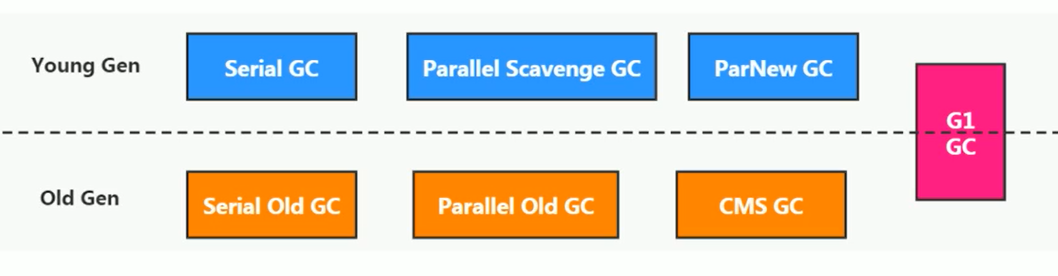 Young Gen
Serial GC
Parallel Scavenge GC
ParNew GC
G1
GC
Old Gen
Serial Old GC
Parallel Old GC
CMS GC